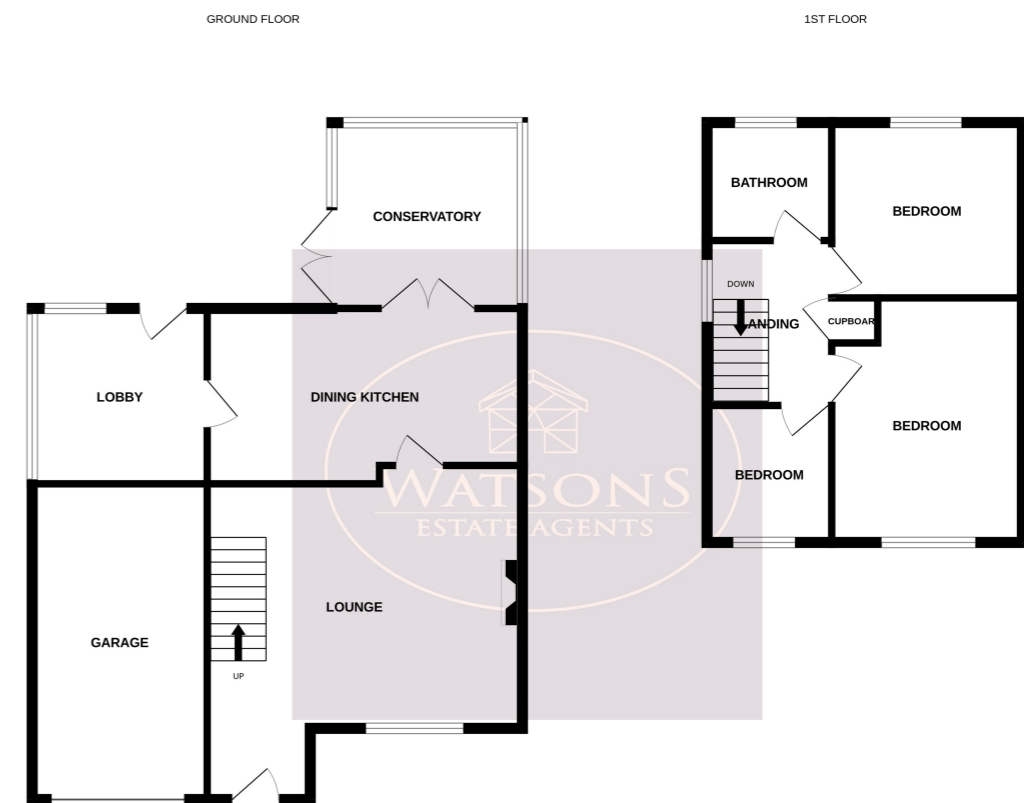 GROUND FLOOR
1ST FLOOR
CONSERVATORY
BATHROOM
BEDROOM
DOWN
LANDING
CUPBOARD
LOBBY
DINING KITCHEN
BEDROOM
BEDROOM
WATSONS
ESTATE AGENTS
LOUNGE
GARAGE
UP